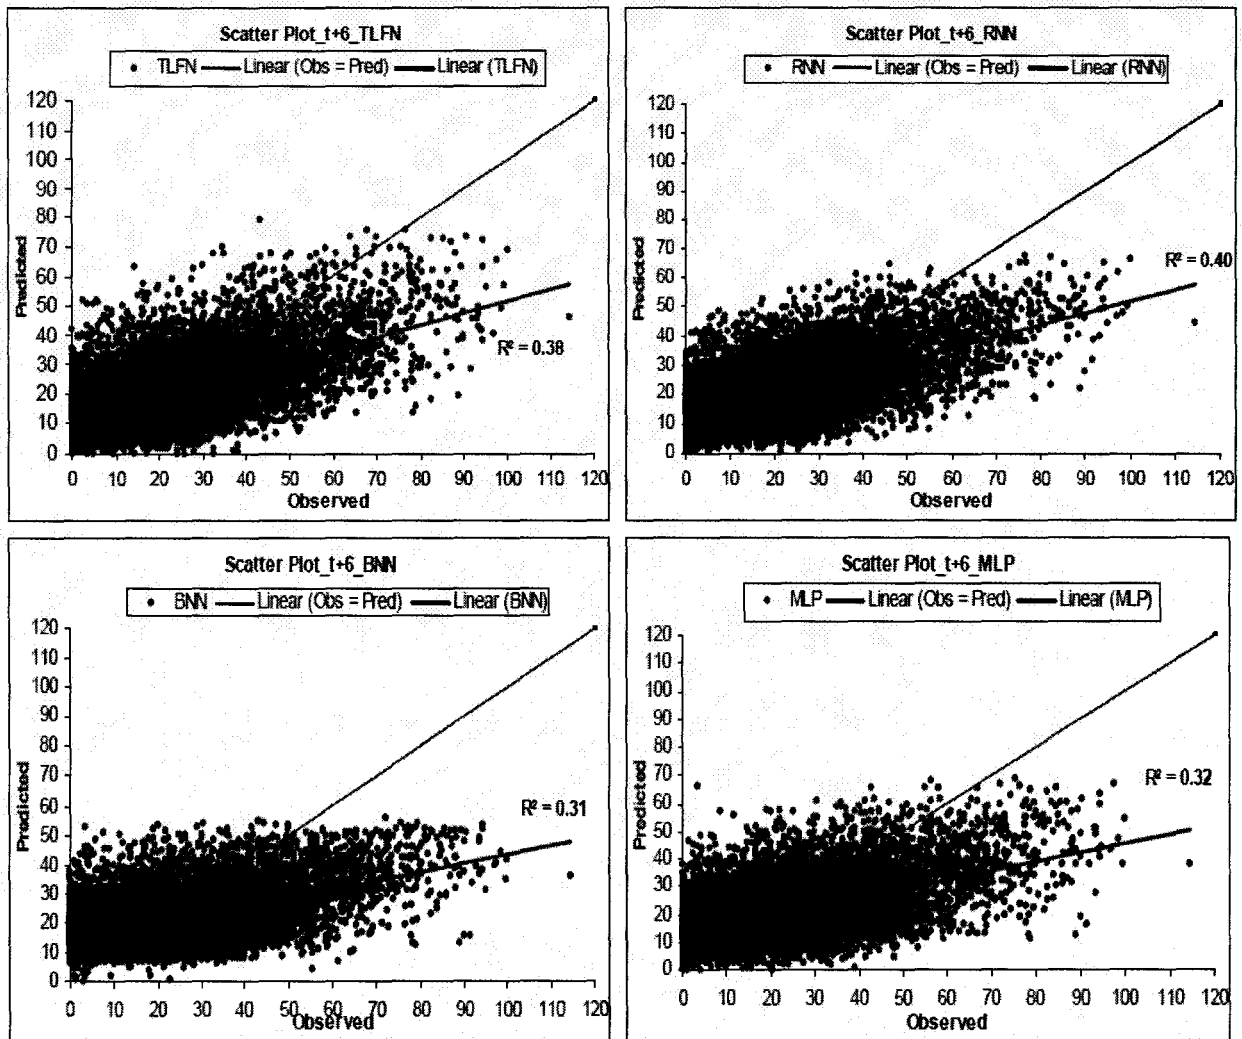 Scatter Plot_t+6_TLFN
TLFN Linear (Obs = Pred) Linear (TLFN)
120
110
100
90
80
70
60
50
40
30
20
10
0
Predicted
R² = 0.38
0 10 20 30 40 50 60 70 80 90 100 110 120
Observed
Scatter Plot_t+6_RNN
RNN Linear (Obs = Pred) Linear (RNN)
120
110
100
90
80
70
60
50
40
30
20
10
0
Predicted
R² = 0.40
0 10 20 30 40 50 60 70 80 90 100 110 120
Observed
Scatter Plot_t+6_BNN
BNN Linear (Obs = Pred) Linear (BNN)
120
110
100
90
80
70
60
50
40
30
20
10
0
Predicted
R² = 0.31
0 10 20 30 40 50 60 70 80 90 100 110 120
Observed
Scatter Plot_t+6_MLP
MLP Linear (Obs = Pred) Linear (MLP)
120
110
100
90
80
70
60
50
40
30
20
10
0
Predicted
R² = 0.32
0 10 20 30 40 50 60 70 80 90 100 110 120
Observed